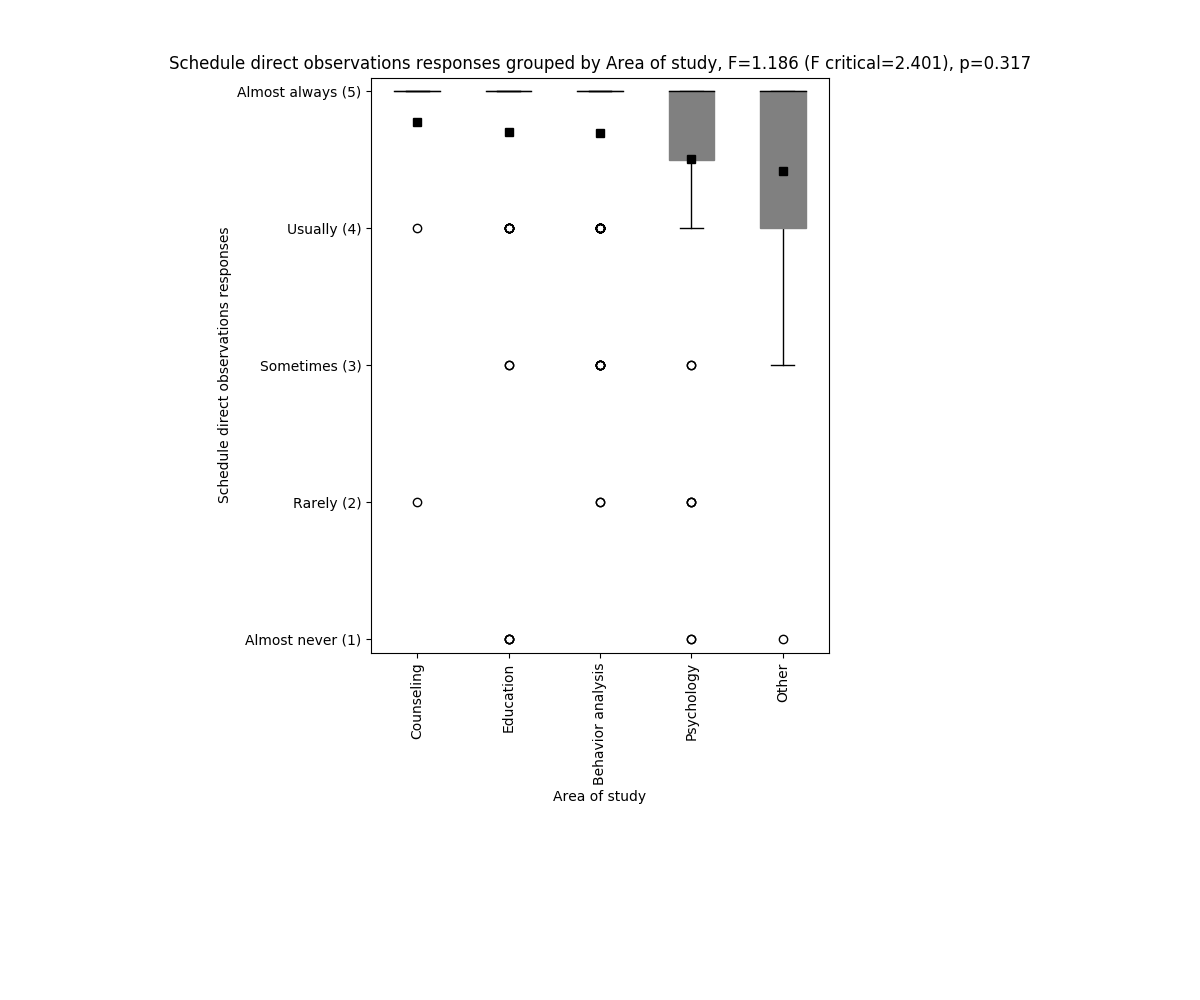 Schedule direct observations responses grouped by Area of study, F=1.186 (F critical=2.401), p=0.317
Almost always (5)
Usually (4)
Sometimes (3)
Rarely (2)
Almost never (1)
Schedule direct observations responses
Counseling
Education
Behavior analysis
Psychology
Other
Area of study